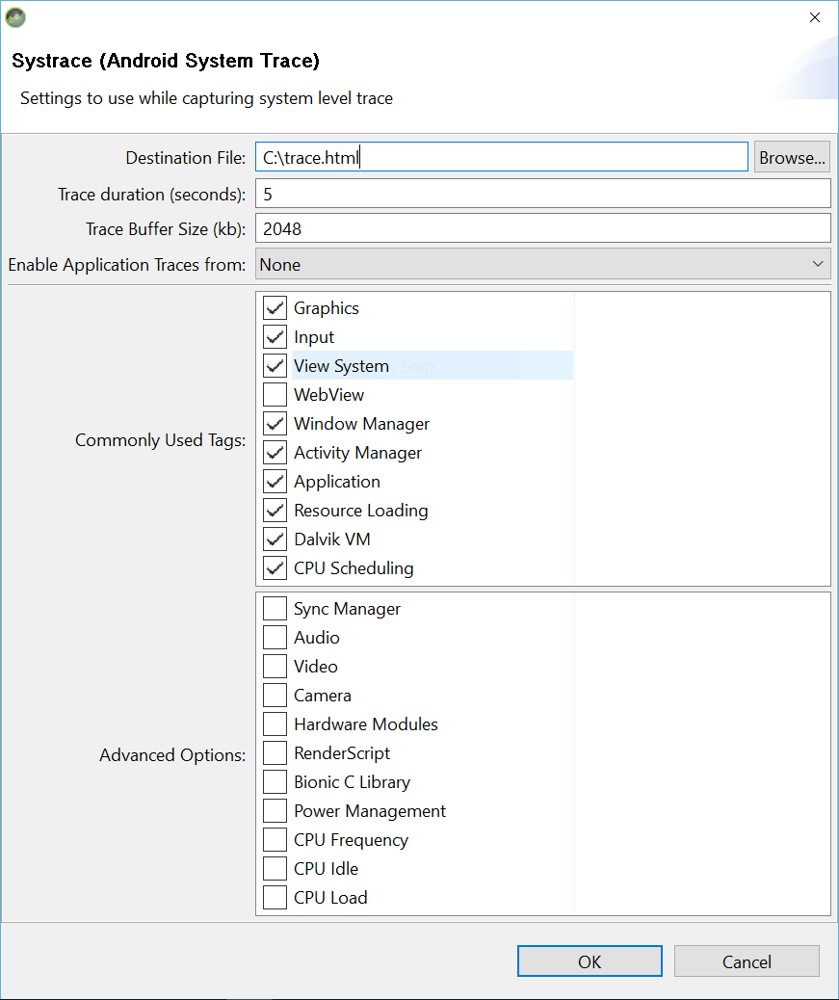 Systrace (Android System Trace)
Settings to use while capturing system level trace
Destination File: C:\trace.html Browse...
Trace duration (seconds): 5
Trace Buffer Size (kb): 2048
Enable Application Traces from: None
Commonly Used Tags:
Graphics
Input
View System Snip
WebView
Window Manager
Activity Manager
Application
Resource Loading
Dalvik VM
CPU Scheduling
Advanced Options:
Sync Manager
Audio
Video
Camera
Hardware Modules
RenderScript
Bionic C Library
Power Management
CPU Frequency
CPU Idle
CPU Load
OK Cancel